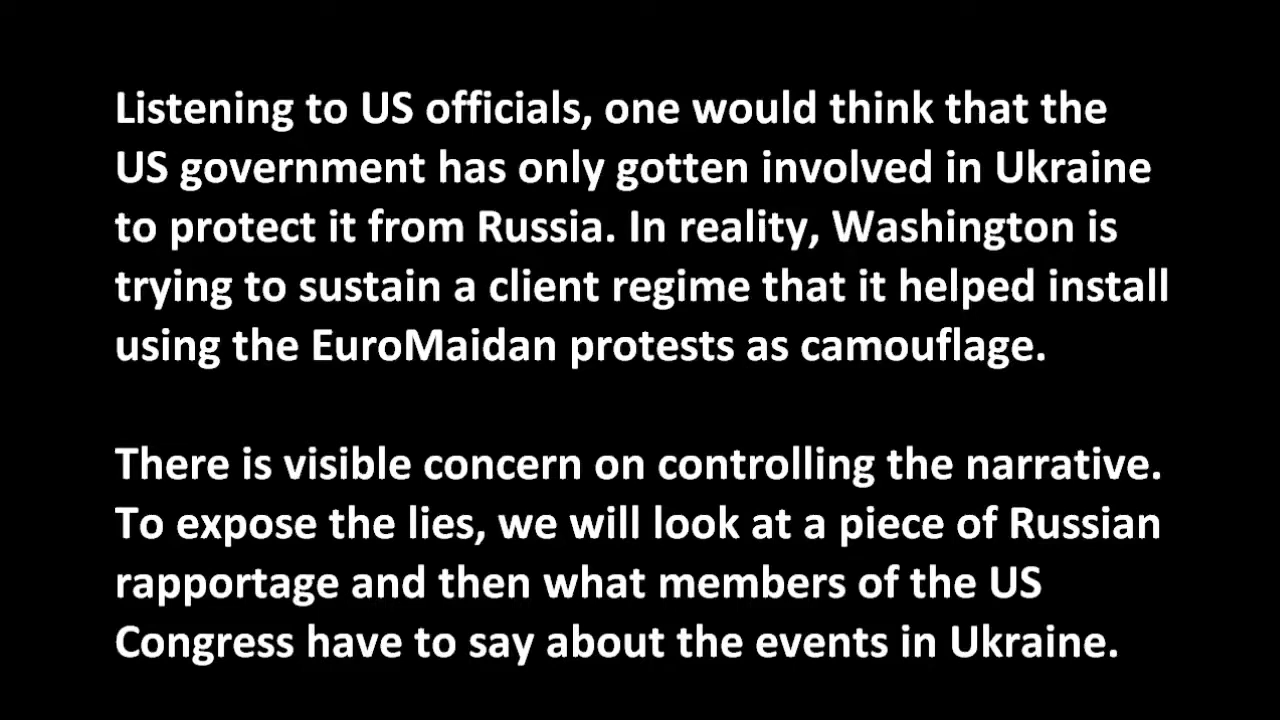 Listening to US officials, one would think that the
US government has only gotten involved in Ukraine
to protect it from Russia. In reality, Washington is
trying to sustain a client regime that it helped install
using the EuroMaidan protests as camouflage.
There is visible concern on controlling the narrative.
To expose the lies, we will look at a piece of Russian
rapportage and then what members of the US
Congress have to say about the events in Ukraine.